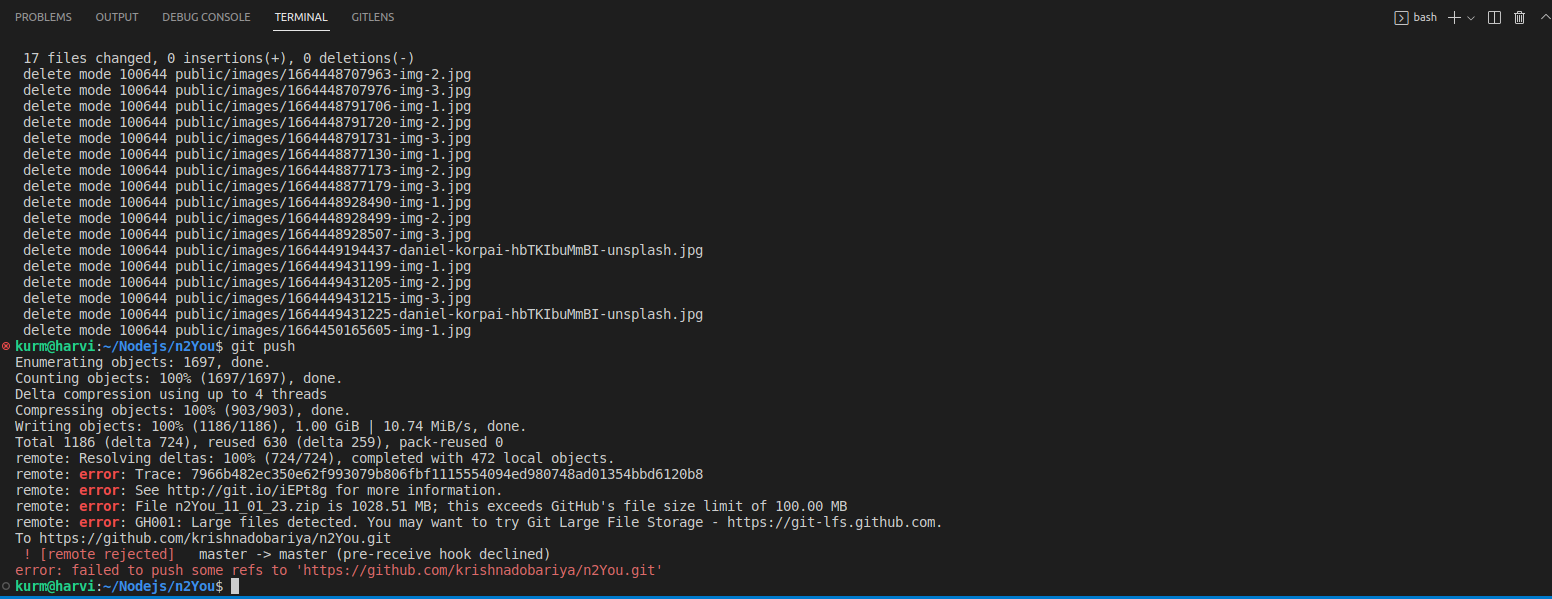 PROBLEMS OUTPUT DEBUG CONSOLE TERMINAL GITLENS bash
17 files changed, 0 insertions(+), 0 deletions(-)
delete mode 100644 public/images/1664448707963-img-2.jpg
delete mode 100644 public/images/1664448707976-img-3.jpg
delete mode 100644 public/images/1664448791706-img-1.jpg
delete mode 100644 public/images/1664448791720-img-2.jpg
delete mode 100644 public/images/1664448791731-img-3.jpg
delete mode 100644 public/images/1664448877130-img-1.jpg
delete mode 100644 public/images/1664448877173-img-2.jpg
delete mode 100644 public/images/1664448877179-img-3.jpg
delete mode 100644 public/images/1664448928490-img-1.jpg
delete mode 100644 public/images/1664448928499-img-2.jpg
delete mode 100644 public/images/1664448928507-img-3.jpg
delete mode 100644 public/images/1664449194437-daniel-korpai-hbTKIbuMmBI-unsplash.jpg
delete mode 100644 public/images/1664449431199-img-1.jpg
delete mode 100644 public/images/1664449431205-img-2.jpg
delete mode 100644 public/images/1664449431215-img-3.jpg
delete mode 100644 public/images/1664449431225-daniel-korpai-hbTKIbuMmBI-unsplash.jpg
delete mode 100644 public/images/1664450165605-img-1.jpg
kurm@harvi:~/Nodejs/n2You$ git push
Enumerating objects: 1697, done.
Counting objects: 100% (1697/1697), done.
Delta compression using up to 4 threads
Compressing objects: 100% (903/903), done.
Writing objects: 100% (1186/1186), 1.00 GiB | 10.74 MiB/s, done.
Total 1186 (delta 724), reused 630 (delta 259), pack-reused 0
remote: Resolving deltas: 100% (724/724), completed with 472 local objects.
remote: error: Trace: 7966b482ec350e62f993079b806fbf1115554094ed980748ad01354bbd6120b8
remote: error: See http://git.io/iEPt8g for more information.
remote: error: File n2You_11_01_23.zip is 1028.51 MB; this exceeds GitHub's file size limit of 100.00 MB
remote: error: GH001: Large files detected. You may want to try Git Large File Storage - https://git-lfs.github.com.
To https://github.com/krishnadobariya/n2You.git
! [remote rejected] master -> master (pre-receive hook declined)
error: failed to push some refs to 'https://github.com/krishnadobariya/n2You.git'
kurm@harvi:~/Nodejs/n2You$